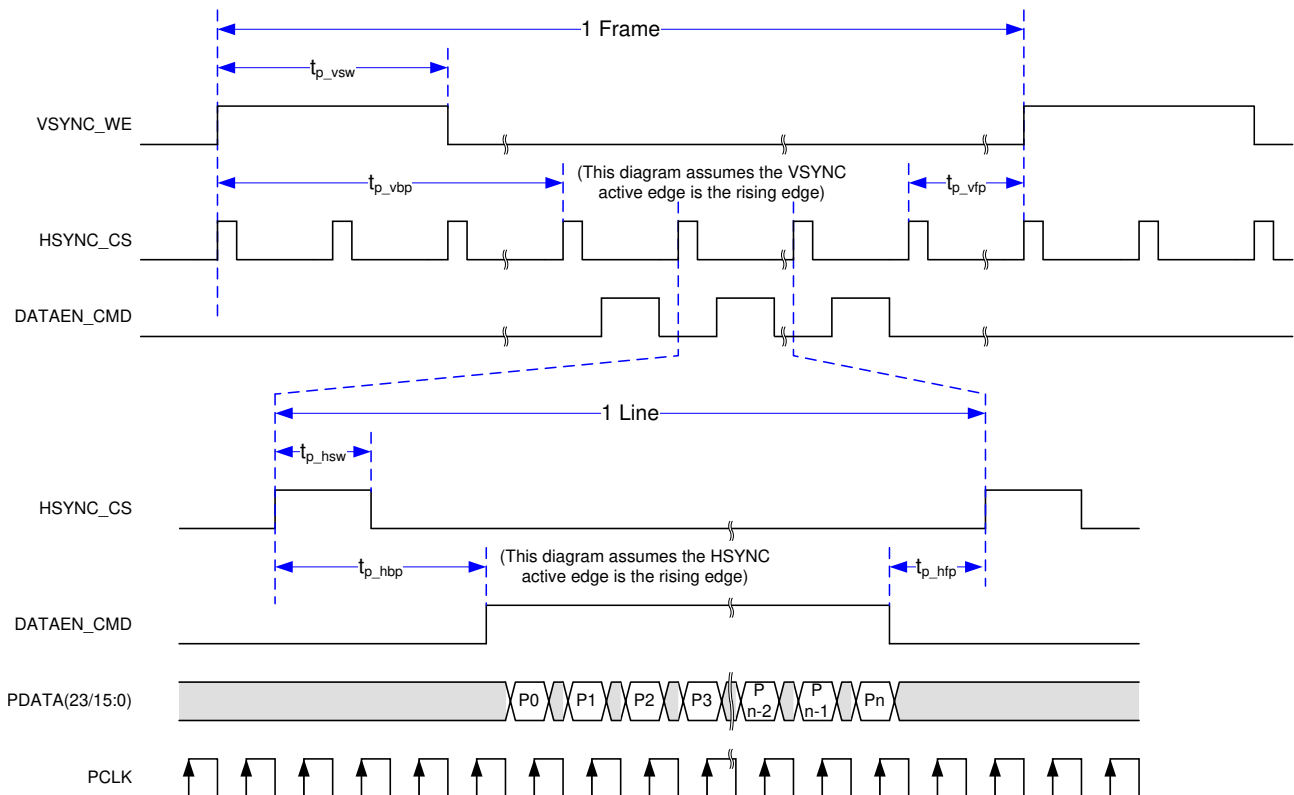 1 Frame
tp_vsw
VSYNC_WE
(This diagram assumes the VSYNC
active edge is the rising edge)
tp_vbp
tp_vfp
HSYNC_CS
DATAEN_CMD
1 Line
tp_hsw
HSYNC_CS
(This diagram assumes the HSYNC
active edge is the rising edge)
tp_hbp
tp_hfp
DATAEN_CMD
PDATA(23/15:0)
P0
P1
P2
P3
P
n-2
P
n-1
Pn
PCLK